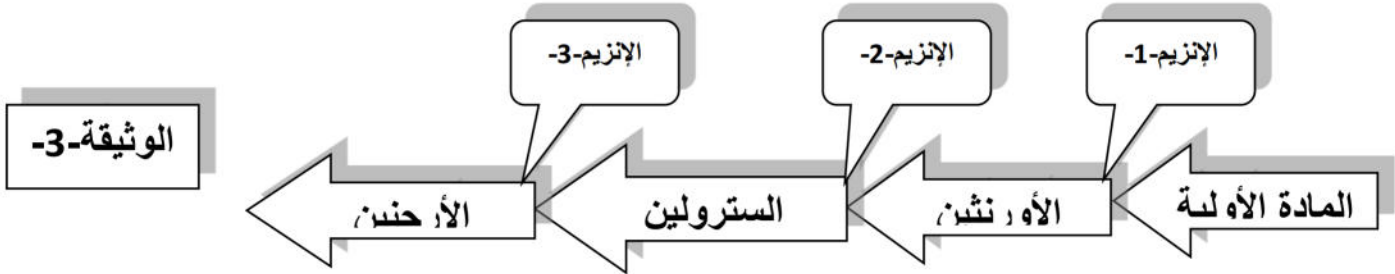 الإنزيم-1-
الإنزيم-2-
الإنزيم-3-
المادة الأولية
الأورنثين
السترولين
الأرجنين
الوثيقة-3-